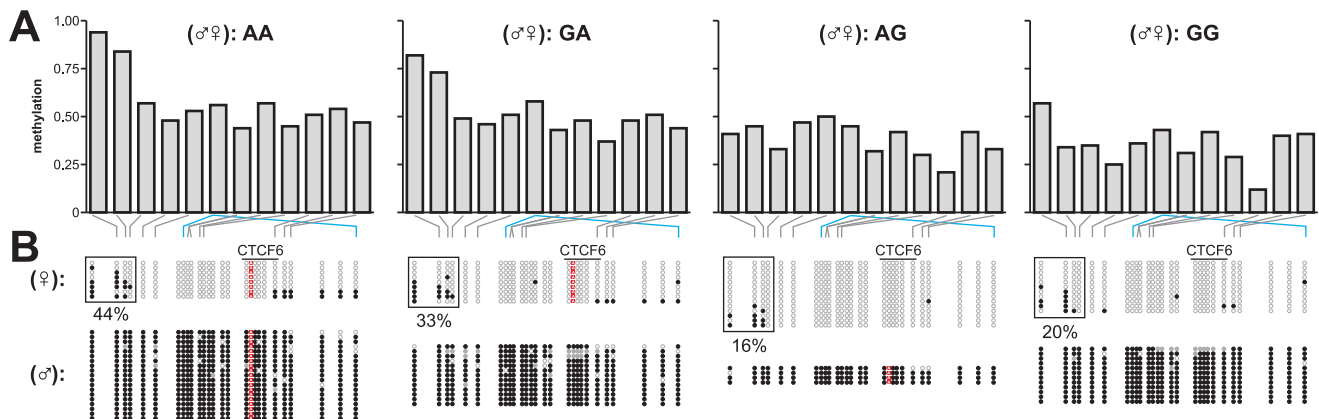 A
1.00
0.75
0.50
0.25
0
methylation
(♂♀): AA
(♂♀): GA
(♂♀): AG
(♂♀): GG
B
(♀):
CTCF6
CTCF6
CTCF6
CTCF6
44%
33%
16%
20%
(♂):